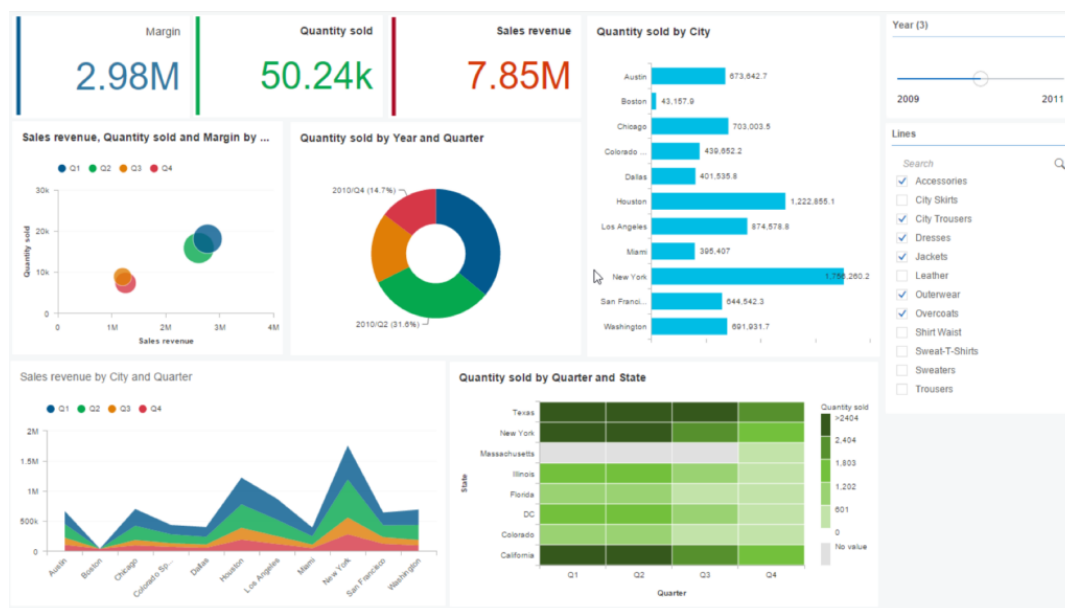 Margin
2.98M
Quantity sold
50.24k
Sales revenue
7.85M
Quantity sold by City
Austin 673,642.7
Boston 43,157.9
Chicago 703,003.5
Colorado ... 439,652.2
Dallas 401,535.8
Houston 1,222,855.1
Los Angeles 874,578.8
Miami 395,407
New York
San Franci... 644,542.3
Washington 691,931.7
Year (3)
2009 2011
Lines
Search
Accessories
City Skirts
City Trousers
Dresses
Jackets
Leather
Outerwear
Overcoats
Shirt Waist
Sweat-T-Shirts
Sweaters
Trousers
Sales revenue, Quantity sold and Margin by ...
Q1 Q2 Q3 Q4
30k
20k
10k
0
Quantity sold
0 1M 2M 3M 4M
Sales revenue
Quantity sold by Year and Quarter
2010/Q4 (14.7%)
2010/Q2 (31.6%)
Sales revenue by City and Quarter
Q1 Q2 Q3 Q4
2M
1M
1M
500k
0
Austin Boston Chicago Colorado Sp... Dallas Houston Los Angeles Miami New York San Francisco Washington
Quantity sold by Quarter and State
State
Texas
New York
Massachusetts
Illinois
Florida
DC
Colorado
California
Q1 Q2 Q3 Q4
Quarter
Quantity sold
>2404
2,404
1,803
1,202
601
0
No value